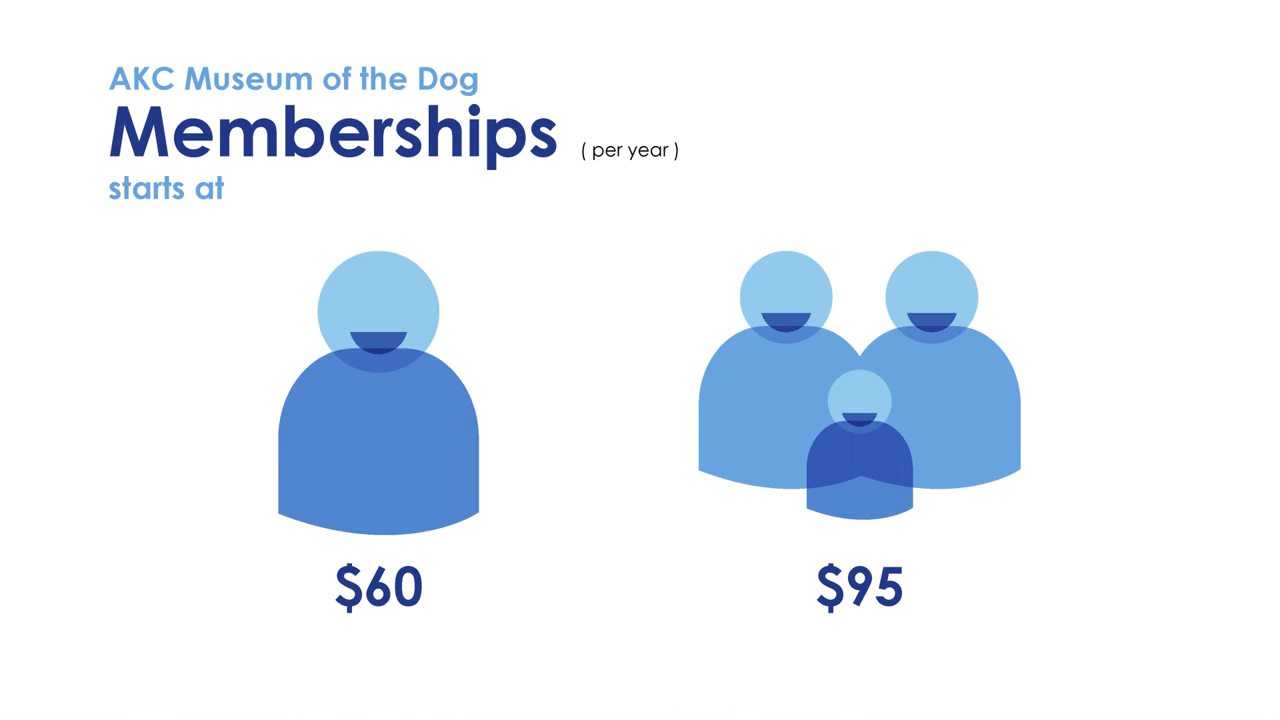 AKC Museum of the Dog
Memberships ( per year )
starts at
$60 $95